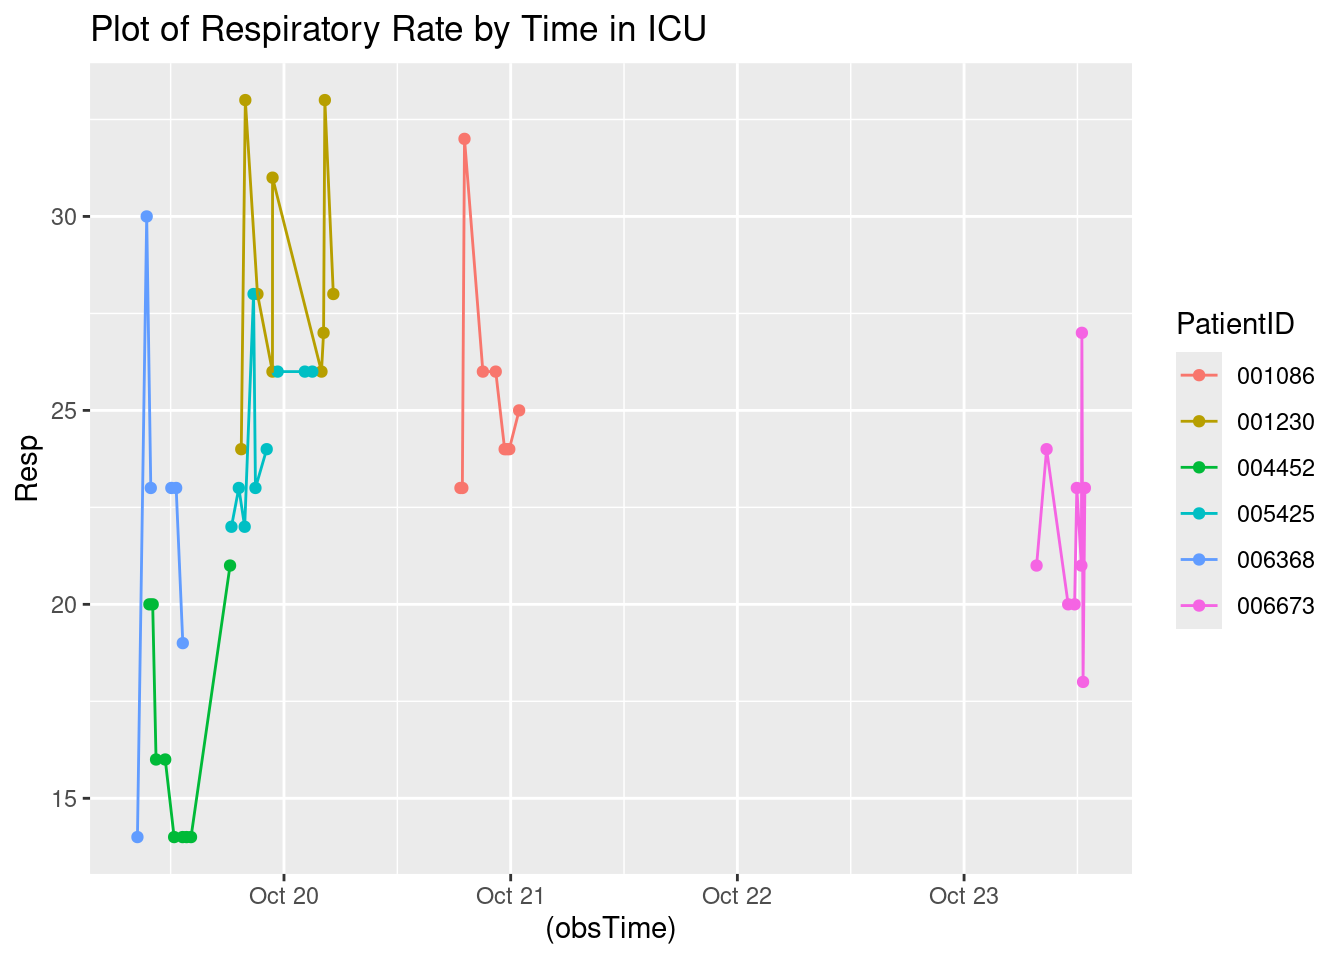 Plot of Respiratory Rate by Time in ICU
Resp
30
25
20
15
Oct 20
Oct 21
Oct 22
Oct 23
(obsTime)
PatientID
001086
001230
004452
005425
006368
006673